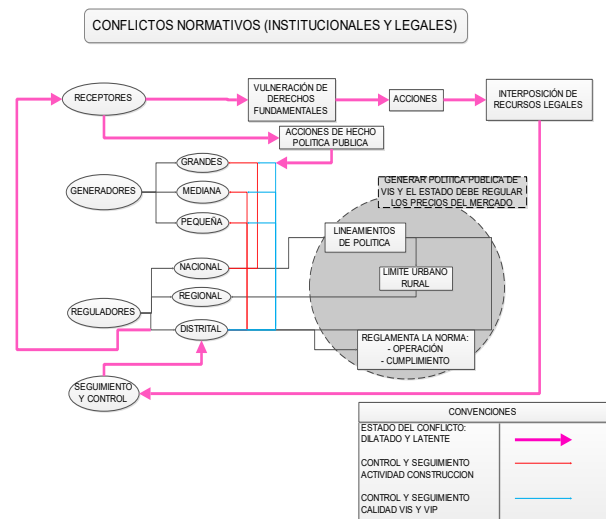 CONFLICTOS NORMATIVOS (INSTITUCIONALES Y LEGALES)
RECEPTORES
VULNERACIÓN DE
DERECHOS
FUNDAMENTALES
ACCIONES
INTERPOSICIÓN DE
RECURSOS LEGALES
ACCIONES DE HECHO
POLITICA PUBLICA
GENERADORES
GRANDES
MEDIANA
PEQUEÑA
GENERAR POLITICA PUBLICA DE
VIS Y EL ESTADO DEBE REGULAR
LOS PRECIOS DEL MERCADO
LINEAMIENTOS
DE POLITICA
LIMITE URBANO
RURAL
REGULADORES
NACIONAL
REGIONAL
DISTRITAL
REGLAMENTA LA NORMA:
- OPERACIÓN
- CUMPLIMIENTO
SEGUIMIENTO
Y CONTROL
CONVENCIONES
ESTADO DEL CONFLICTO:
DILATADO Y LATENTE
CONTROL Y SEGUIMIENTO
ACTIVIDAD CONSTRUCCION
CONTROL Y SEGUIMIENTO
CALIDAD VIS Y VIP